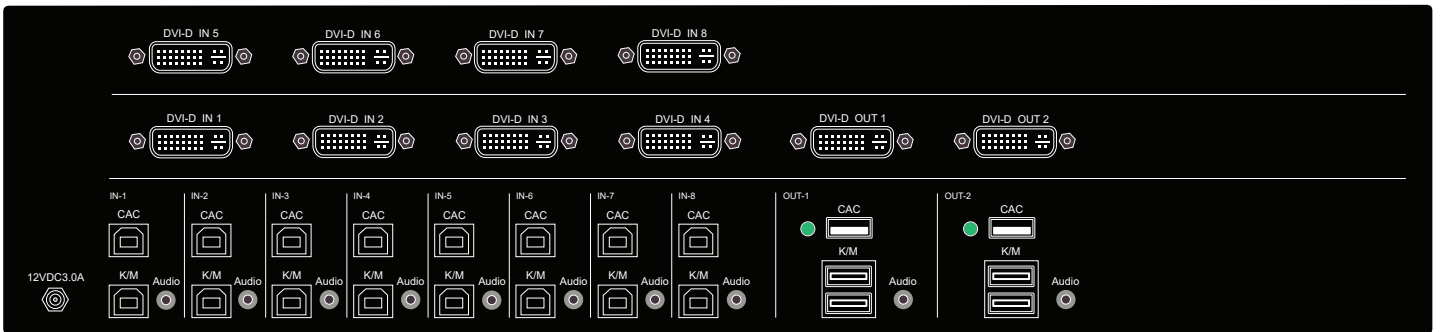 DVI-D IN 5 DVI-D IN 6 DVI-D IN 7 DVI-D IN 8
DVI-D IN 1 DVI-D IN 2 DVI-D IN 3 DVI-D IN 4 DVI-D OUT 1 DVI-D OUT 2
IN-1 IN-2 IN-3 IN-4 IN-5 IN-6 IN-7 IN-8 OUT-1 OUT-2
CAC CAC CAC CAC CAC CAC CAC CAC CAC CAC
K/M K/M
12VDC3.0A K/M Audio K/M Audio K/M Audio K/M Audio K/M Audio K/M Audio K/M Audio K/M Audio Audio Audio